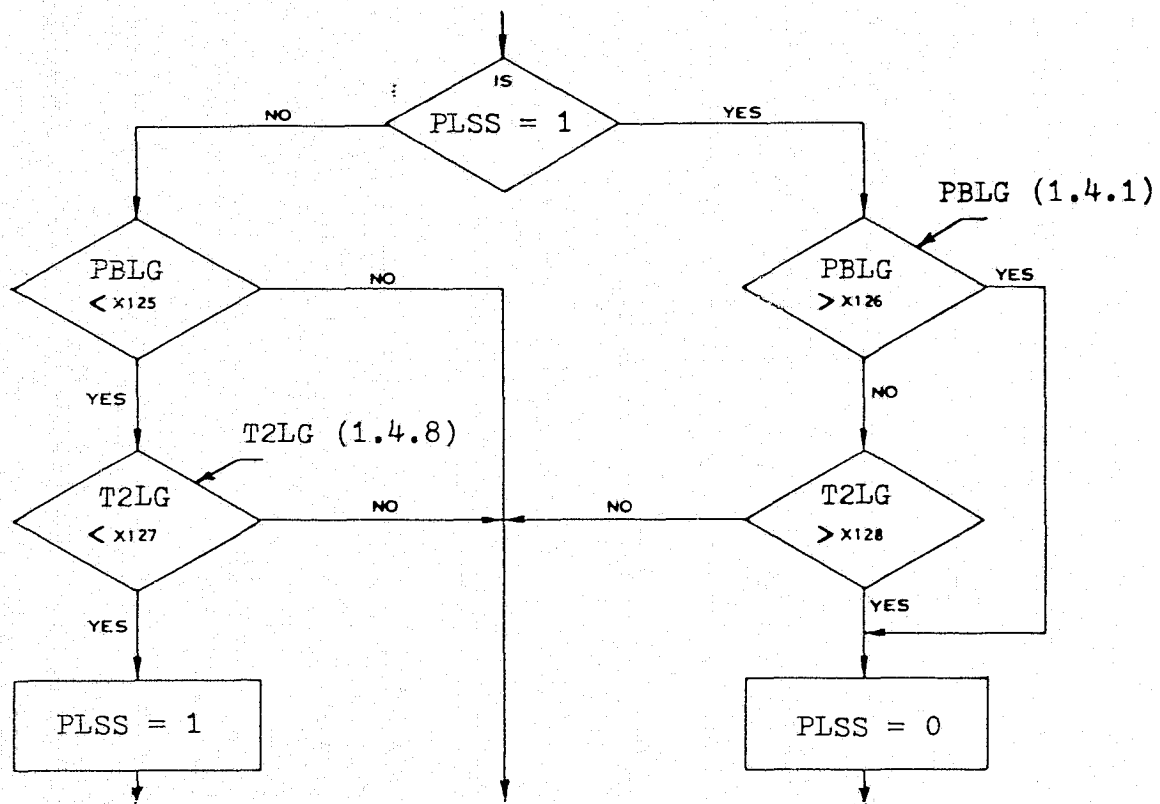 IS
PLSS = 1
NO
YES
PBLG (1.4.1)
PBLG
< X125
NO
PBLG
> X126
YES
YES
NO
T2LG (1.4.8)
T2LG
< X127
NO
NO
T2LG
> X128
YES
YES
PLSS = 1
PLSS = 0